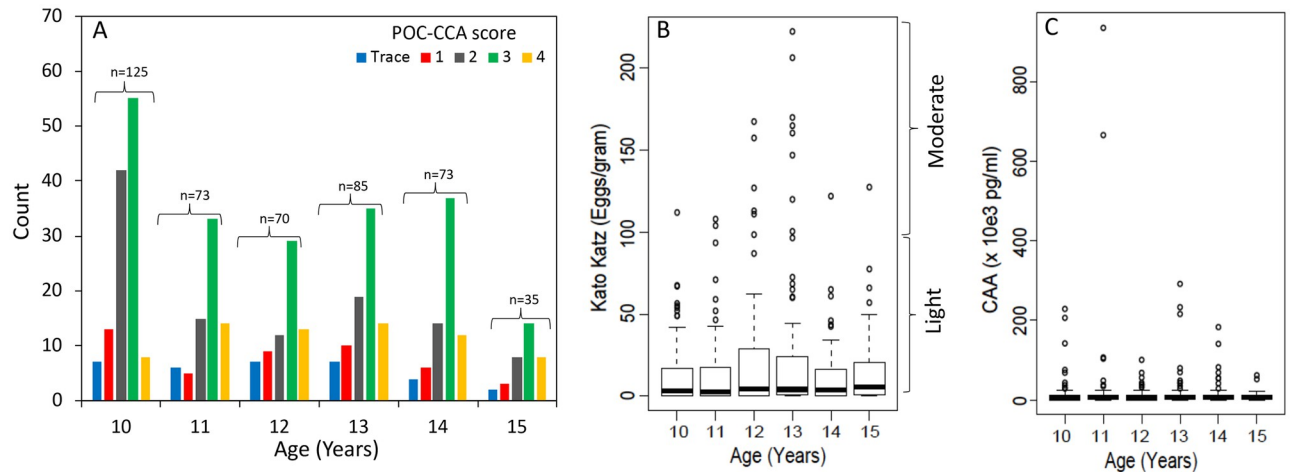 A
POC-CCA score
Trace 1 2 3 4
70
60
50
40
30
20
10
0
Count
n=125
n=73
n=70
n=85
n=73
n=35
10 11 12 13 14 15
Age (Years)
B
200
150
100
50
0
Kato Katz (Eggs/gram)
Moderate
Light
10 11 12 13 14 15
Age (Years)
C
800
600
400
200
0
CAA (x 10e3 pg/ml)
10 11 12 13 14 15
Age (Years)